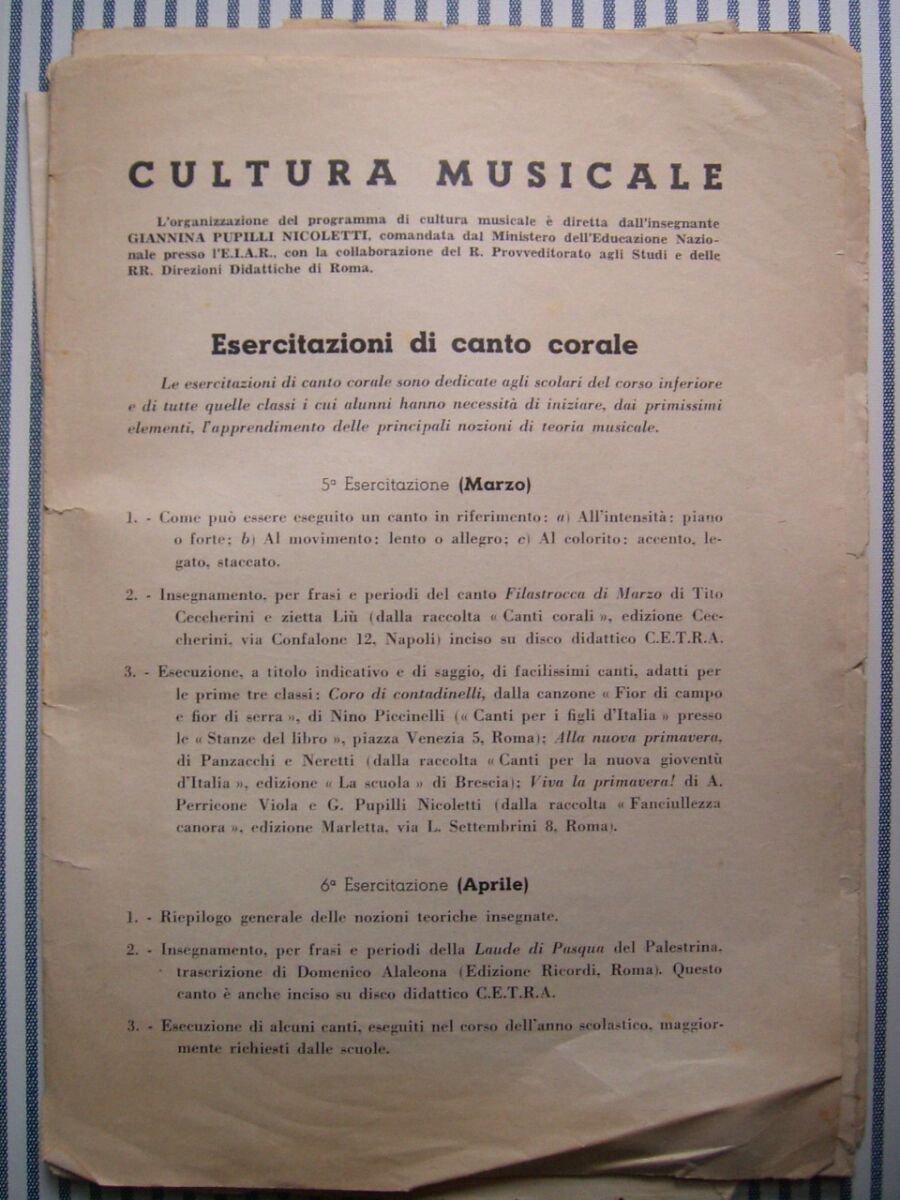 CULTURA MUSICALE
L'organizzazione del programma di cultura musicale è diretta dall'insegnante
GIANNINA PUPILLI NICOLETTI, comandata dal Ministero dell'Educazione Nazio-
nale presso l'E.I.A.R., con la collaborazione del R. Provveditorato agli Studi e delle
RR. Direzioni Didattiche di Roma.
Esercitazioni di canto corale
Le esercitazioni di canto corale sono dedicate agli scolari del corso inferiore
e di tutte quelle classi i cui alunni hanno necessità di iniziare, dai primissimi
elementi, l'apprendimento delle principali nozioni di teoria musicale.
5ª Esercitazione (Marzo)
1. - Come può essere eseguito un canto in riferimento: a) All'intensità: piano
o forte; b) Al movimento: lento o allegro; c) Al colorito: accento, le-
gato, staccato.
2. - Insegnamento, per frasi e periodi del canto Filastrocca di Marzo di Tito
Ceccherini e zietta Liù (dalla raccolta « Canti corali », edizione Cec-
cherini, via Confalone 12, Napoli) inciso su disco didattico C.E.T.R.A.
3. - Esecuzione, a titolo indicativo e di saggio, di facilissimi canti, adatti per
le prime tre classi: Coro di contadinelli, dalla canzone « Fior di campo
e fior di serra », di Nino Piccinelli (« Canti per i figli d'Italia » presso
le « Stanze del libro », piazza Venezia 5, Roma); Alla nuova primavera,
di Panzacchi e Neretti (dalla raccolta « Canti per la nuova gioventù
d'Italia », edizione « La scuola » di Brescia); Viva la primavera! di A.
Perricone Viola e G. Pupilli Nicoletti (dalla raccolta « Fanciullezza
canora », edizione Marletta, via L. Settembrini 8, Roma).
6ª Esercitazione (Aprile)
1. - Riepilogo generale delle nozioni teoriche insegnate.
2. - Insegnamento, per frasi e periodi della Laude di Pasqua del Palestrina,
trascrizione di Domenico Alaleona (Edizione Ricordi, Roma). Questo
canto è anche inciso su disco didattico C.E.T.R.A.
3. - Esecuzione di alcuni canti, eseguiti nel corso dell'anno scolastico, maggior-
mente richiesti dalle scuole.